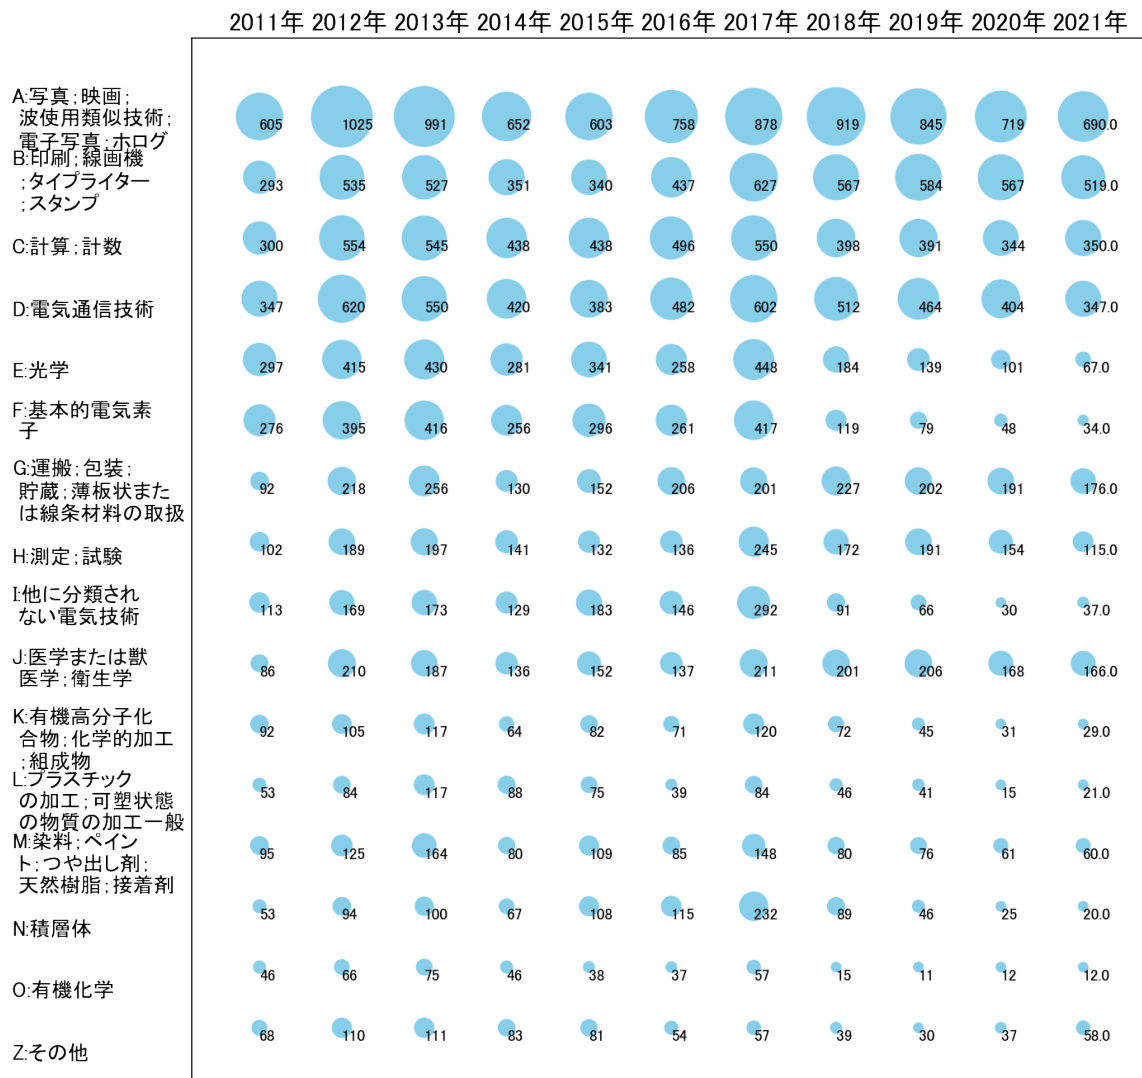 2011年 2012年 2013年 2014年 2015年 2016年 2017年 2018年 2019年 2020年 2021年
A:写真;映画;
波使用類似技術;
電子写真;ホログ
605 1025 991 652 603 758 878 919 845 719 690.0
B:印刷;線画機
;タイプライター
;スタンプ
293 535 527 351 340 437 627 567 584 567 519.0
C:計算;計数
300 554 545 438 438 496 550 398 391 344 350.0
D:電気通信技術
347 620 550 420 383 482 602 512 464 404 347.0
E:光学
297 415 430 281 341 258 448 184 139 101 67.0
F:基本的電気素
子
276 395 416 256 296 261 417 119 79 48 34.0
G:運搬;包装;
貯蔵;薄板状また
は線条材料の取扱
92 218 256 130 152 206 201 227 202 191 176.0
H:測定;試験
102 189 197 141 132 136 245 172 191 154 115.0
I:他に分類され
ない電気技術
113 169 173 129 183 146 292 91 66 30 37.0
J:医学または獣
医学;衛生学
86 210 187 136 152 137 211 201 206 168 166.0
K:有機高分子化
合物;化学的加工
;組成物
92 105 117 64 82 71 120 72 45 31 29.0
L:プラスチック
の加工;可塑状態
の物質の加工一般
53 84 117 88 75 39 84 46 41 15 21.0
M:染料;ペイン
ト;つや出し剤;
天然樹脂;接着剤
95 125 164 80 109 85 148 80 76 61 60.0
N:積層体
53 94 100 67 108 115 232 89 46 25 20.0
O:有機化学
46 66 75 46 38 37 57 15 11 12 12.0
Z:その他
68 110 111 83 81 54 57 39 30 37 58.0